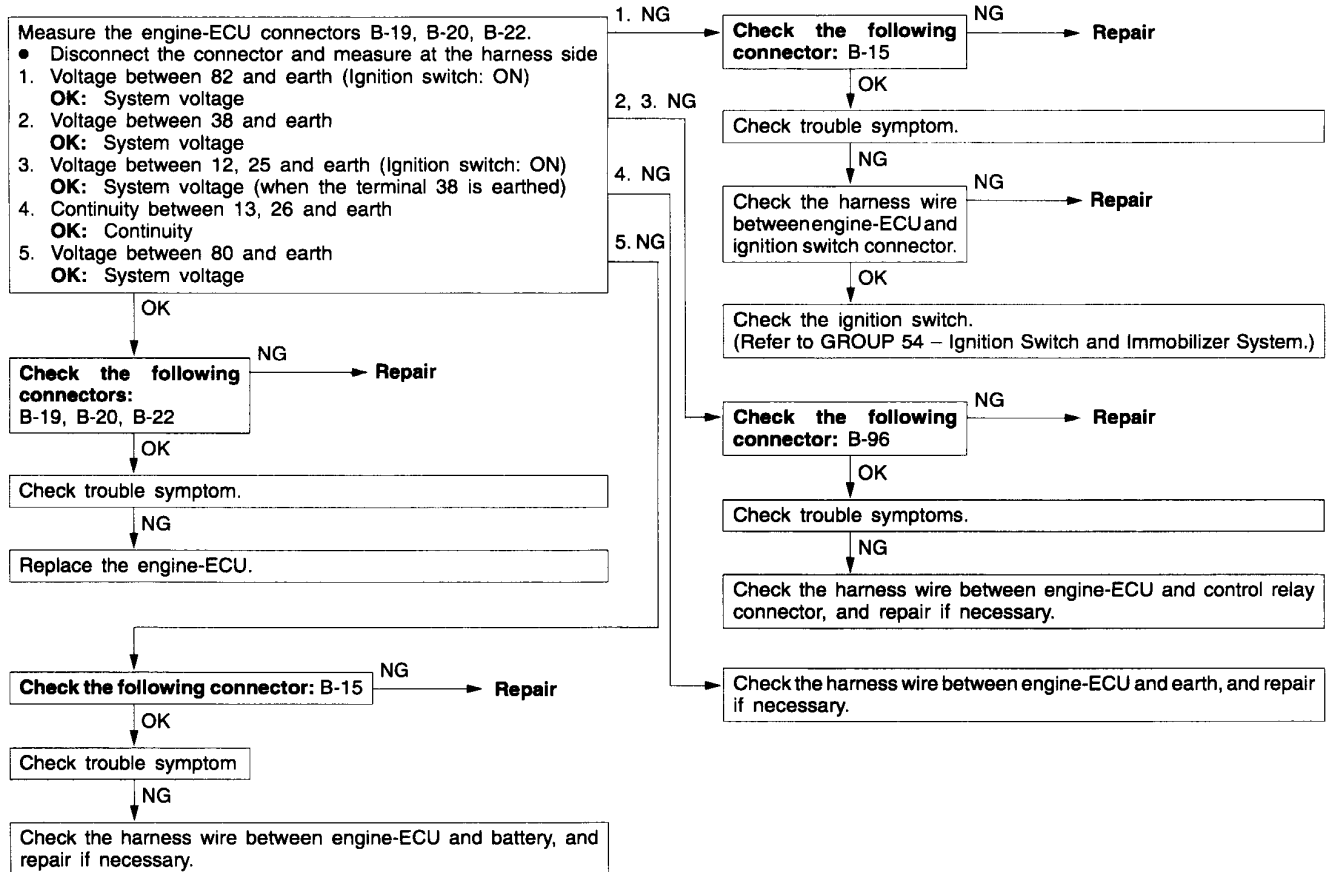 Measure the engine-ECU connectors B-19, B-20, B-22.
● Disconnect the connector and measure at the harness side
1. Voltage between 82 and earth (Ignition switch: ON)
OK: System voltage
2. Voltage between 38 and earth
OK: System voltage
3. Voltage between 12, 25 and earth (Ignition switch: ON)
OK: System voltage (when the terminal 38 is earthed)
4. Continuity between 13, 26 and earth
OK: Continuity
5. Voltage between 80 and earth
OK: System voltage
OK
Check the following
connectors:
B-19, B-20, B-22
NG
Repair
OK
Check trouble symptom.
NG
Replace the engine-ECU.
1. NG
Check the following
connector: B-15
NG
Repair
OK
Check trouble symptom.
NG
Check the harness wire
between engine-ECU and
ignition switch connector.
NG
Repair
OK
Check the ignition switch.
(Refer to GROUP 54 – Ignition Switch and Immobilizer System.)
2, 3. NG
Check the following
connector: B-96
NG
Repair
OK
Check trouble symptoms.
NG
Check the harness wire between engine-ECU and control relay
connector, and repair if necessary.
4. NG
Check the harness wire between engine-ECU and earth, and repair
if necessary.
5. NG
Check the following connector: B-15
NG
Repair
OK
Check trouble symptom
NG
Check the harness wire between engine-ECU and battery, and
repair if necessary.